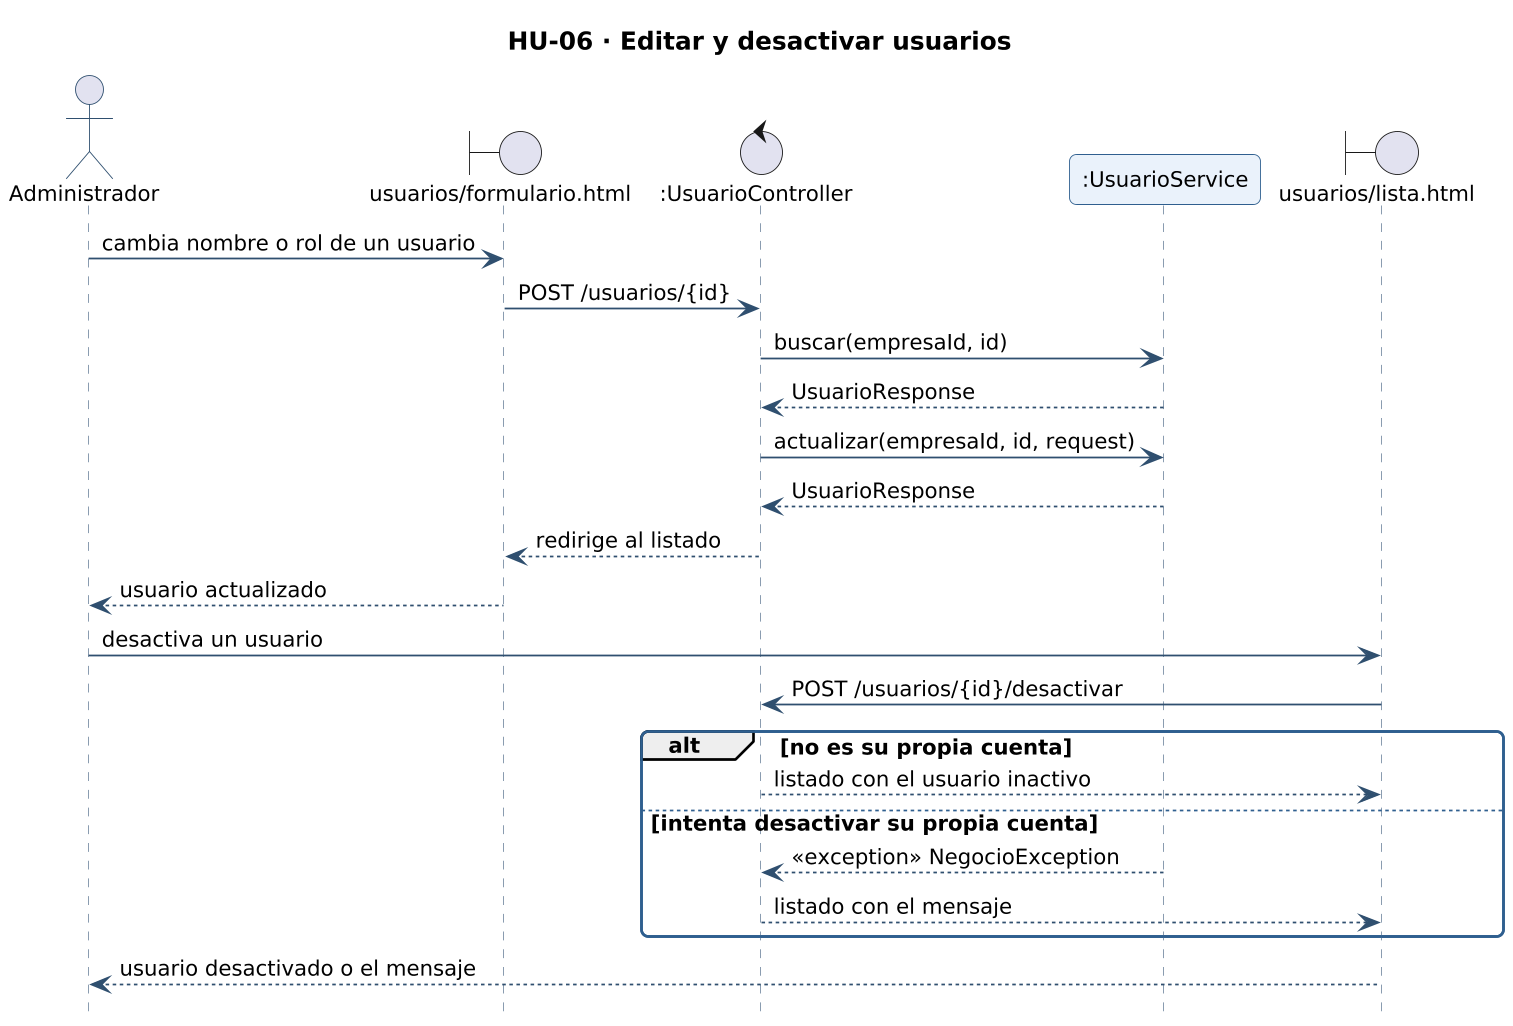 HU-06 · Editar y desactivar usuarios
Administrador
usuarios/formulario.html
:UsuarioController
:UsuarioService
usuarios/lista.html
cambia nombre o rol de un usuario
POST /usuarios/{id}
buscar(empresaId, id)
UsuarioResponse
actualizar(empresaId, id, request)
UsuarioResponse
redirige al listado
usuario actualizado
desactiva un usuario
POST /usuarios/{id}/desactivar
alt [no es su propia cuenta]
listado con el usuario inactivo
[intenta desactivar su propia cuenta]
«exception» NegocioException
listado con el mensaje
usuario desactivado o el mensaje